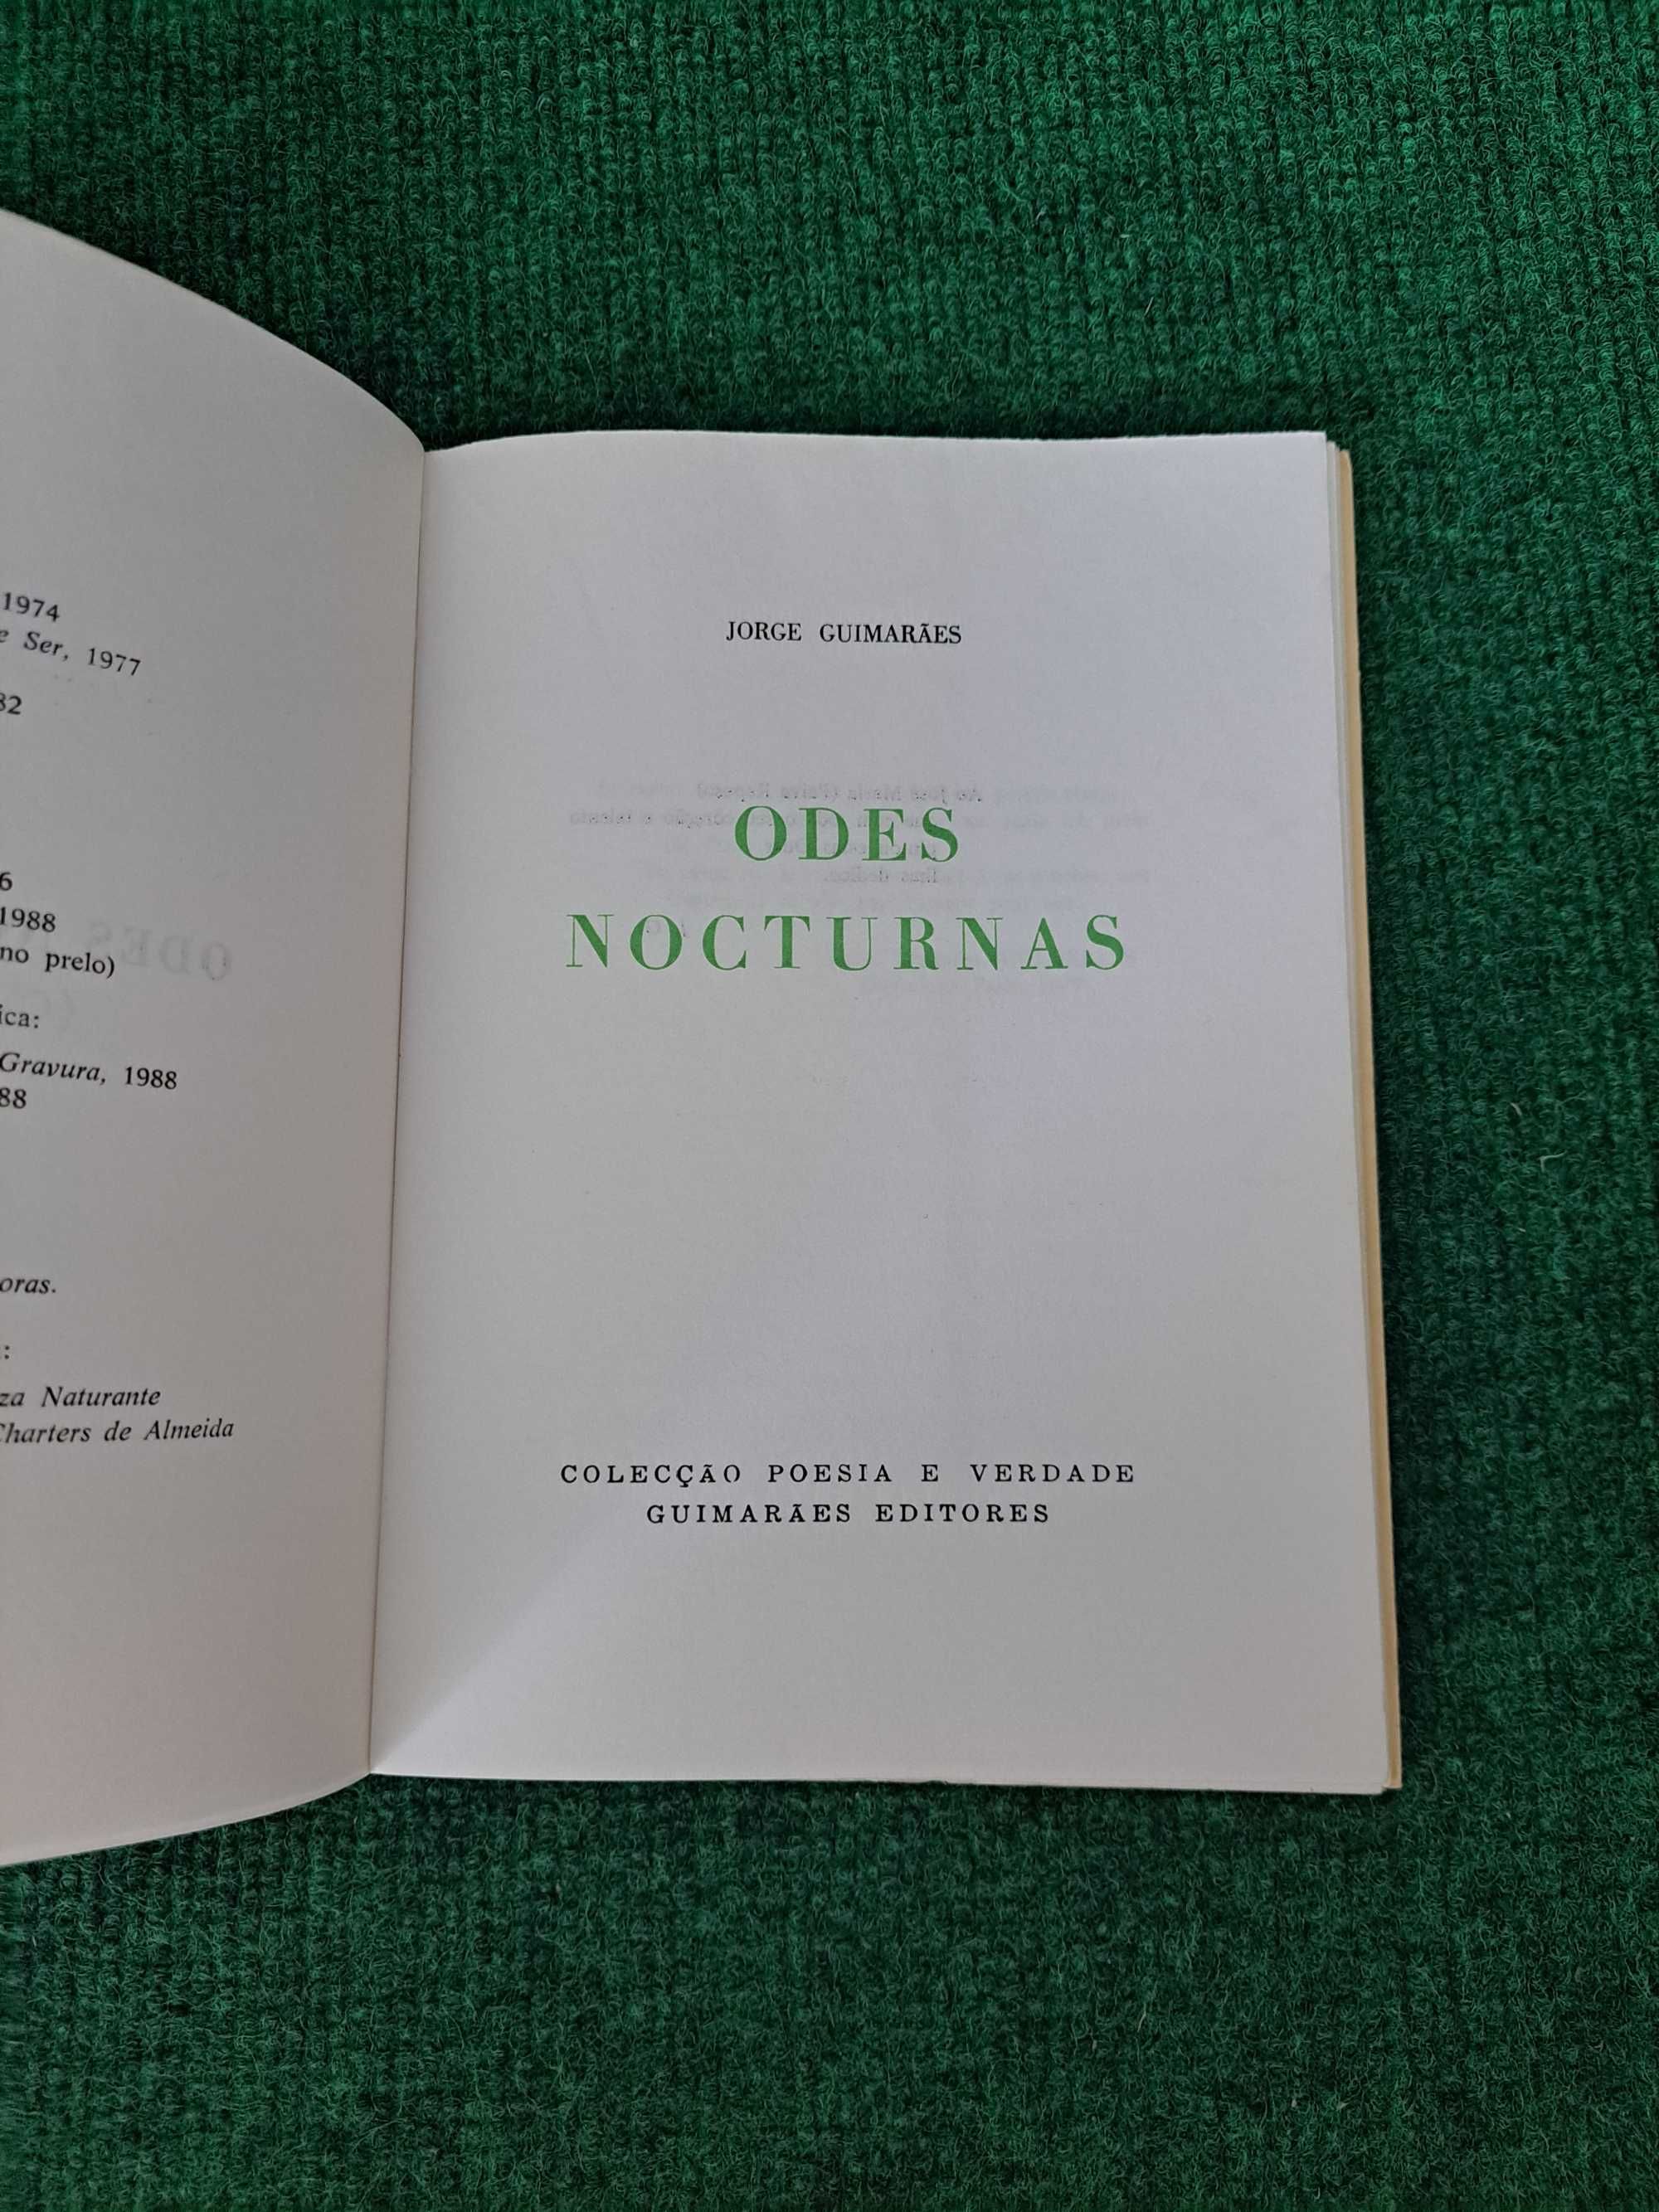 1974
e Ser, 1977
82
6
1988
no prelo)
ica:
Gravura, 1988
88
oras.
:
za Naturante
Charters de Almeida
JORGE GUIMARÃES
ODES
NOCTURNAS
COLECÇÃO POESIA E VERDADE
GUIMARÃES EDITORES